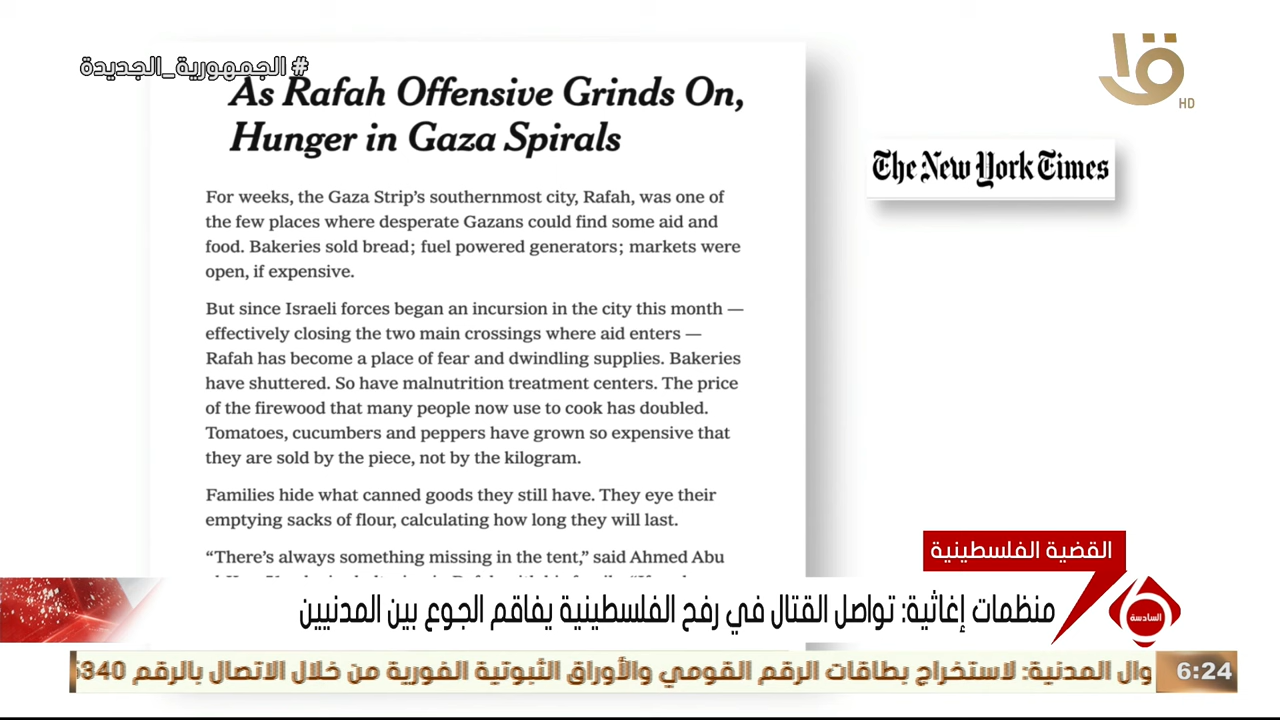 #الجمهورية_الجديدة
HD
As Rafah Offensive Grinds On,
Hunger in Gaza Spirals
The New York Times
For weeks, the Gaza Strip’s southernmost city, Rafah, was one of
the few places where desperate Gazans could find some aid and
food. Bakeries sold bread; fuel powered generators; markets were
open, if expensive.
But since Israeli forces began an incursion in the city this month —
effectively closing the two main crossings where aid enters —
Rafah has become a place of fear and dwindling supplies. Bakeries
have shuttered. So have malnutrition treatment centers. The price
of the firewood that many people now use to cook has doubled.
Tomatoes, cucumbers and peppers have grown so expensive that
they are sold by the piece, not by the kilogram.
Families hide what canned goods they still have. They eye their
emptying sacks of flour, calculating how long they will last.
“There’s always something missing in the tent,” said Ahmed Abu
القضية الفلسطينية
منظمات إغاثية: تواصل القتال في رفح الفلسطينية يفاقم الجوع بين المدنيين
السادسة
وال المدنية: لاستخراج بطاقات الرقم القومي والأوراق الثبوتية الفورية من خلال الاتصال بالرقم 340
6:24